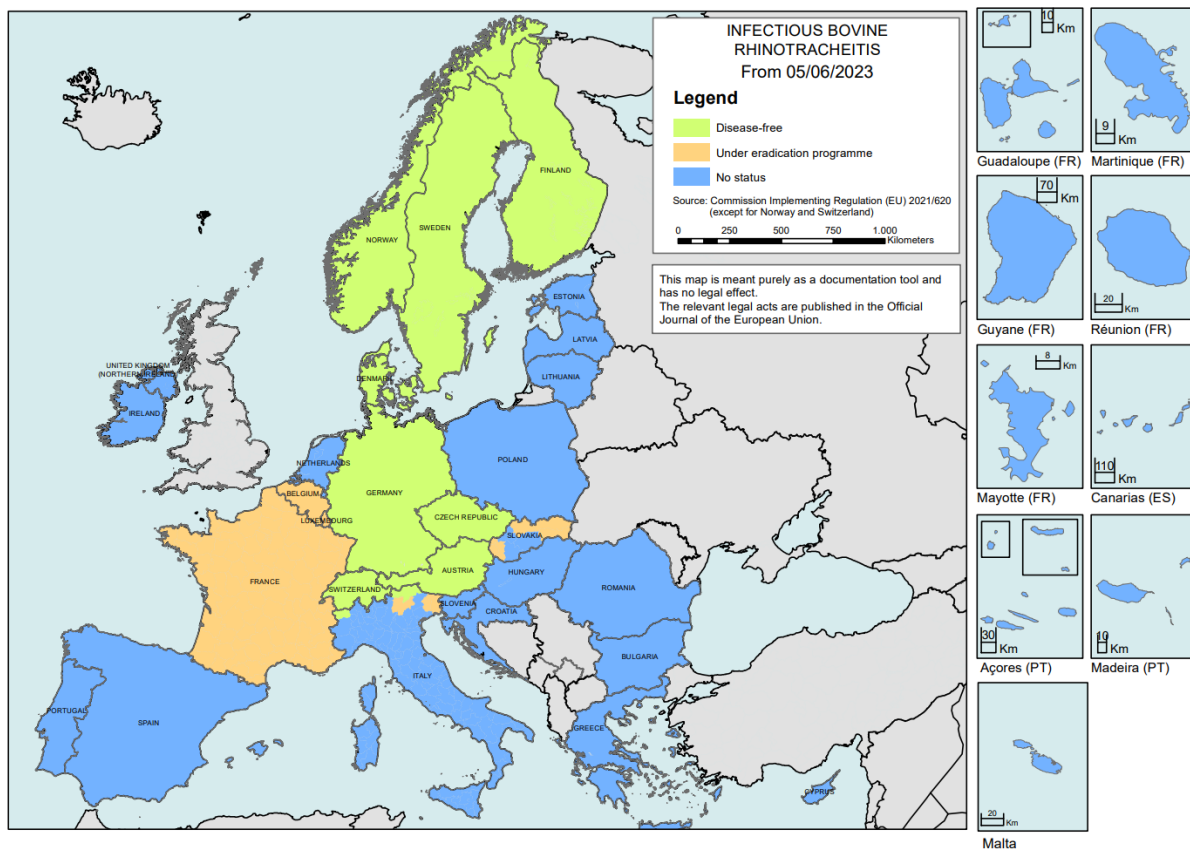 INFECTIOUS BOVINE
RHINOTRACHEITIS
From 05/06/2023
Legend
Disease-free
Under eradication programme
No status
Source: Commission Implementing Regulation (EU) 2021/620
(except for Norway and Switzerland)
0 250 500 750 1.000
Kilometers
This map is meant purely as a documentation tool and
has no legal effect.
The relevant legal acts are published in the Official
Journal of the European Union.
FINLAND
SWEDEN
NORWAY
ESTONIA
LATVIA
LITHUANIA
DENMARK
UNITED KINGDOM
(NORTHERN IRELAND)
IRELAND
NETHERLANDS
POLAND
BELGIUM
GERMANY
LUXEMBOURG
CZECH REPUBLIC
SLOVAKIA
FRANCE
AUSTRIA
HUNGARY
SWITZERLAND
ROMANIA
SLOVENIA
CROATIA
BULGARIA
ITALY
PORTUGAL
SPAIN
GREECE
CYPRUS
10
Km
Guadaloupe (FR)
9
Km
Martinique (FR)
70
Km
Guyane (FR)
20
Km
Réunion (FR)
8
Km
Mayotte (FR)
110
Km
Canarias (ES)
30
Km
Açores (PT)
10
Km
Madeira (PT)
20
Km
Malta